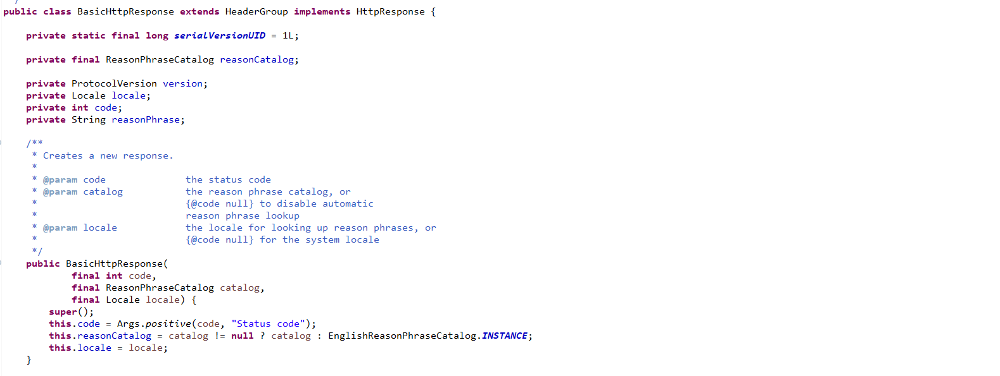 public class BasicHttpResponse extends HeaderGroup implements HttpResponse {
private static final long serialVersionUID = 1L;
private final ReasonPhraseCatalog reasonCatalog;
private ProtocolVersion version;
private Locale locale;
private int code;
private String reasonPhrase;
/**
* Creates a new response.
*
* @param code              the status code
* @param catalog           the reason phrase catalog, or
*                          {@code null} to disable automatic
*                          reason phrase lookup
* @param locale            the locale for looking up reason phrases, or
*                          {@code null} for the system locale
*/
public BasicHttpResponse(
final int code,
final ReasonPhraseCatalog catalog,
final Locale locale) {
super();
this.code = Args.positive(code, "Status code");
this.reasonCatalog = catalog != null ? catalog : EnglishReasonPhraseCatalog.INSTANCE;
this.locale = locale;
}